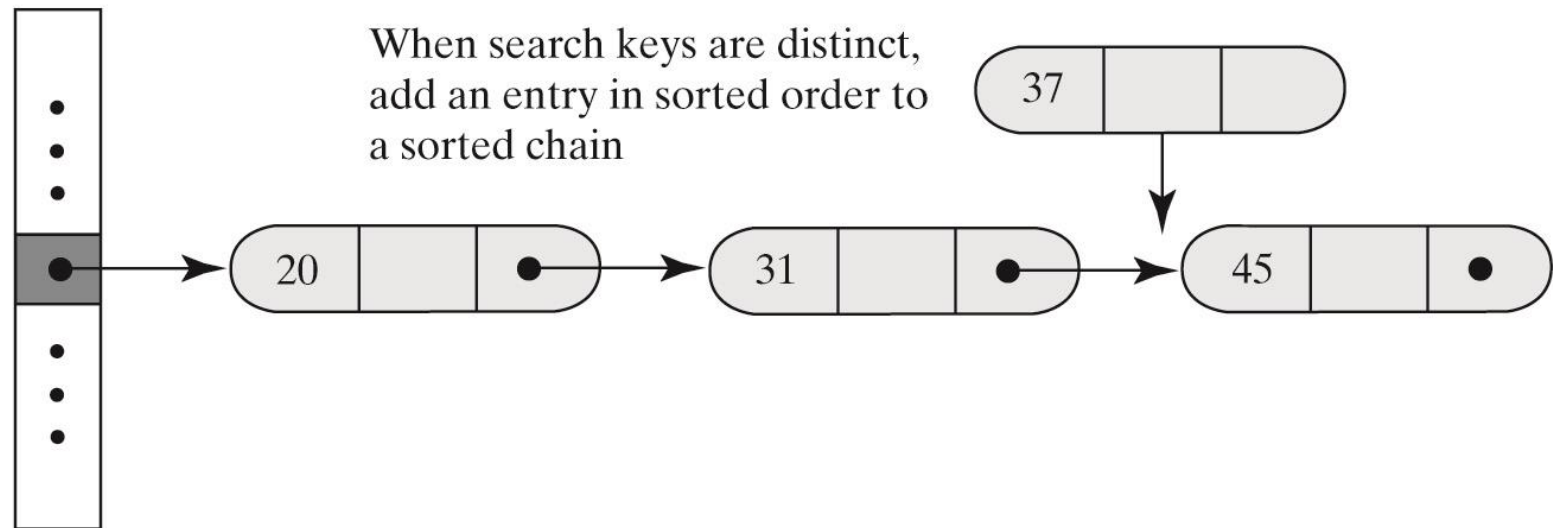 When search keys are distinct,
add an entry in sorted order to
a sorted chain
37
20
31
45